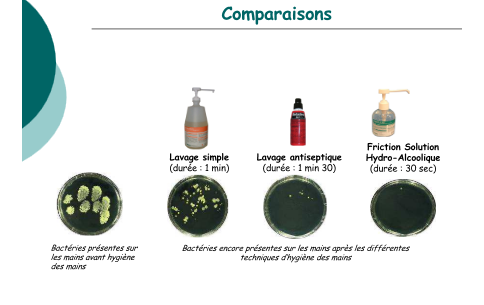 Comparaisons
Lavage simple
(durée : 1 min)
Lavage antiseptique
(durée : 1 min 30)
Friction Solution
Hydro-Alcoolique
(durée : 30 sec)
Bactéries présentes sur
les mains avant hygiène
des mains
Bactéries encore présentes sur les mains après les différentes
techniques d'hygiène des mains